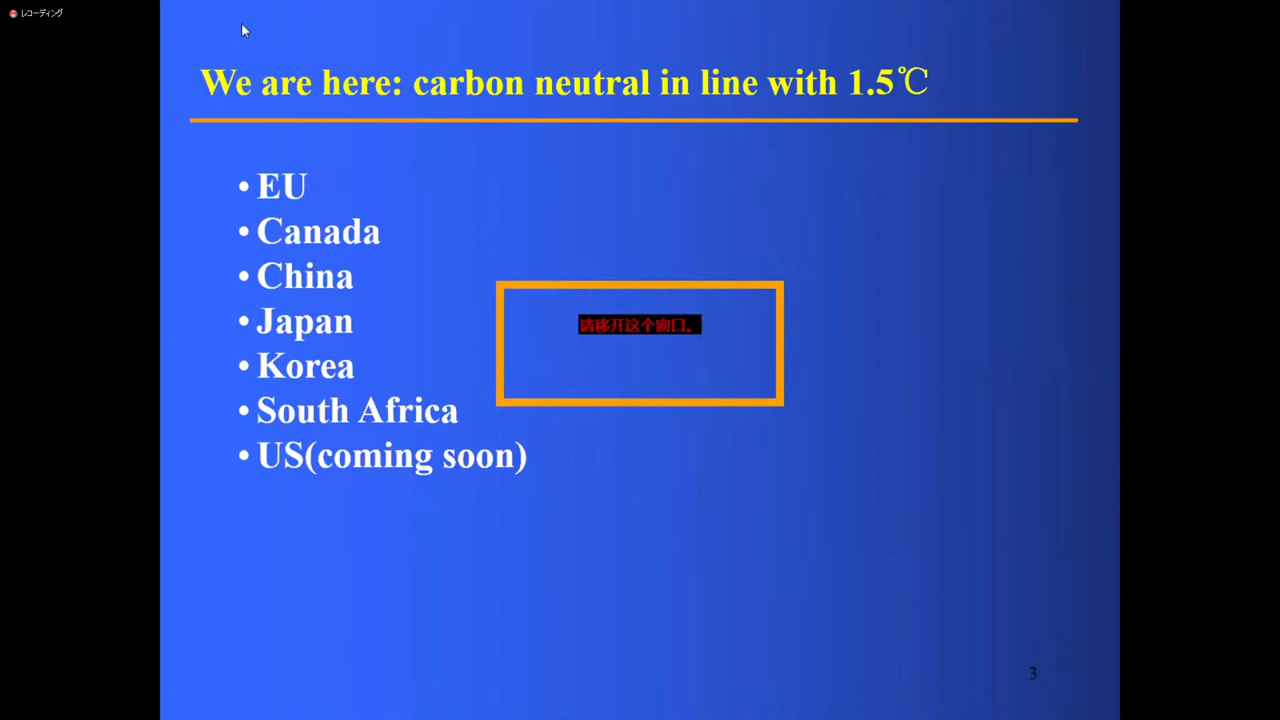 レコーディング
We are here: carbon neutral in line with 1.5℃
• EU
• Canada
• China
• Japan
• Korea
• South Africa
• US(coming soon)
请移开这个窗口。
3